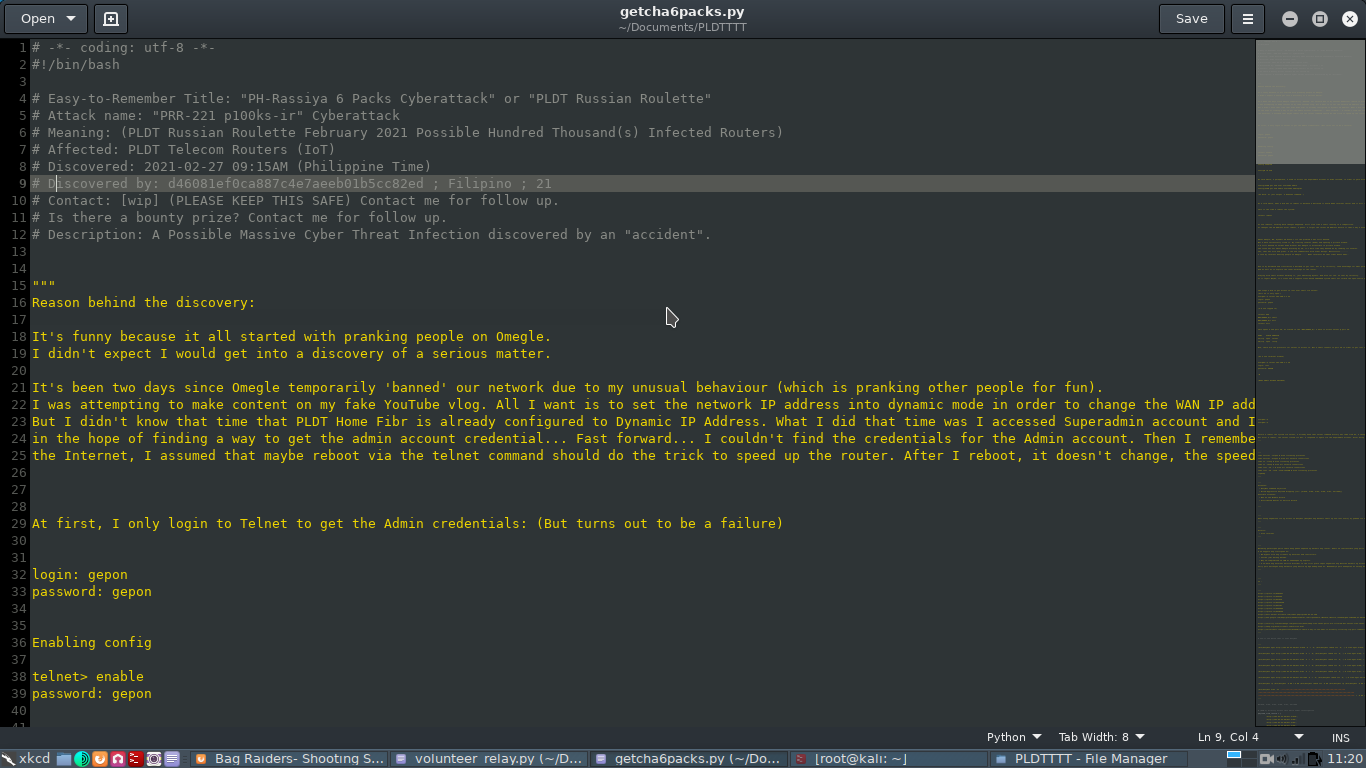 Open
getcha6packs.py
~/Documents/PLDTTTT
Save
1 # -*- coding: utf-8 -*-
2 #!/bin/bash
3
4 # Easy-to-Remember Title: "PH-Rassiya 6 Packs Cyberattack" or "PLDT Russian Roulette"
5 # Attack name: "PRR-221 p100ks-ir" Cyberattack
6 # Meaning: (PLDT Russian Roulette February 2021 Possible Hundred Thousand(s) Infected Routers)
7 # Affected: PLDT Telecom Routers (IoT)
8 # Discovered: 2021-02-27 09:15AM (Philippine Time)
9 # Discovered by: d46081ef0ca887c4e7aeeb01b5cc82ed ; Filipino ; 21
10 # Contact: [wip] (PLEASE KEEP THIS SAFE) Contact me for follow up.
11 # Is there a bounty prize? Contact me for follow up.
12 # Description: A Possible Massive Cyber Threat Infection discovered by an "accident".
13
14
15 """
16 Reason behind the discovery:
17
18 It's funny because it all started with pranking people on Omegle.
19 I didn't expect I would get into a discovery of a serious matter.
20
21 It's been two days since Omegle temporarily 'banned' our network due to my unusual behaviour (which is pranking other people for fun).
22 I was attempting to make content on my fake YouTube vlog. All I want is to set the network IP address into dynamic mode in order to change the WAN IP add
23 But I didn't know that time that PLDT Home Fibr is already configured to Dynamic IP Address. What I did that time was I accessed Superadmin account and I
24 in the hope of finding a way to get the admin account credential... Fast forward... I couldn't find the credentials for the Admin account. Then I remembe
25 the Internet, I assumed that maybe reboot via the telnet command should do the trick to speed up the router. After I reboot, it doesn't change, the speed
26
27
28
29 At first, I only login to Telnet to get the Admin credentials: (But turns out to be a failure)
30
31
32 login: gepon
33 password: gepon
34
35
36 Enabling config
37
38 telnet> enable
39 password: gepon
40
41
Python Tab Width: 8 Ln 9, Col 4 INS
xkcd Bag Raiders- Shooting S... volunteer_relay.py (~/D... getcha6packs.py (~/Do... [root@kali: ~] PLDTTTT - File Manager 11:20